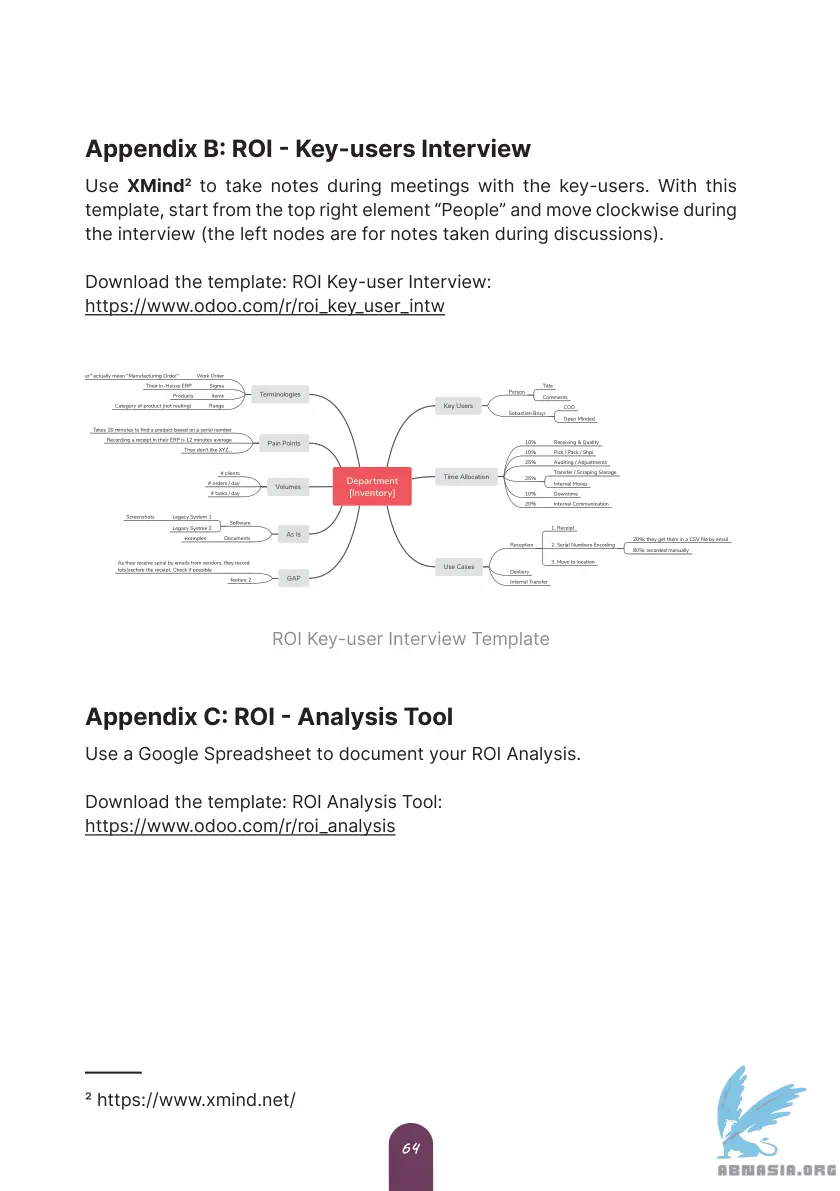 Appendix B: ROI - Key-users Interview
Use XMind² to take notes during meetings with the key-users. With this
template, start from the top right element “People” and move clockwise during
the interview (the left nodes are for notes taken during discussions).
Download the template: ROI Key-user Interview:
https://www.odoo.com/r/roi_key_user_intw
er" actually mean "Manufacturing Order" Work Order
Their In-House ERP Sigma
Products Items
Category of product (not routing) Range
Terminologies
Takes 20 minutes to find a product based on a serial number
Recording a receipt in their ERP is 12 minutes average
They don't like XYZ...
Pain Points
# clients
# orders / day
# tasks / day
Volumes
Screenshots Legacy System 1
Legacy Systme 2
Software
examples Documents
As Is
As they receive serial by emails from vendors, they record
lots beofore the receipt. Check if possible
feature 2
GAP
Department
[Inventory]
Key Users
Person
Title
Comments
Sebastien Bruyr
COO
Open Minded
Time Allocation
10% Receiving & Quality
10% Pick / Pack / Shpi
25% Auditing / Adjustments
25%
Transfer / Scraping Storage
Internal Moves
10% Downtime
20% Internal Communication
Use Cases
Reception
1. Receipt
2. Serial Numbers Encoding
20%: they get them in a CSV file by email
80%: recorded manually
3. Move to location
Devliery
Internal Transfer
ROI Key-user Interview Template
Appendix C: ROI - Analysis Tool
Use a Google Spreadsheet to document your ROI Analysis.
Download the template: ROI Analysis Tool:
https://www.odoo.com/r/roi_analysis
² https://www.xmind.net/
64
ABNASIA.ORG